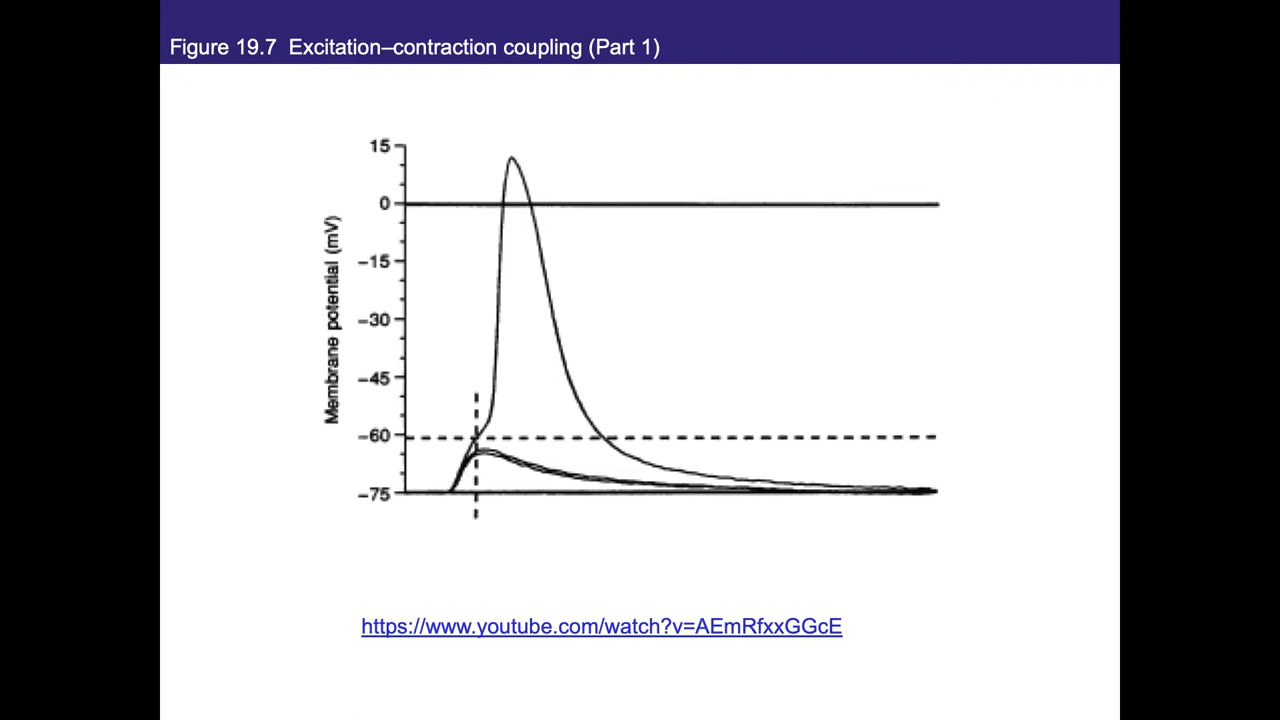 Figure 19.7 Excitation–contraction coupling (Part 1)
Membrane potential (mV)
15
0
−15
−30
−45
−60
−75
https://www.youtube.com/watch?v=AEmRfxxGGcE